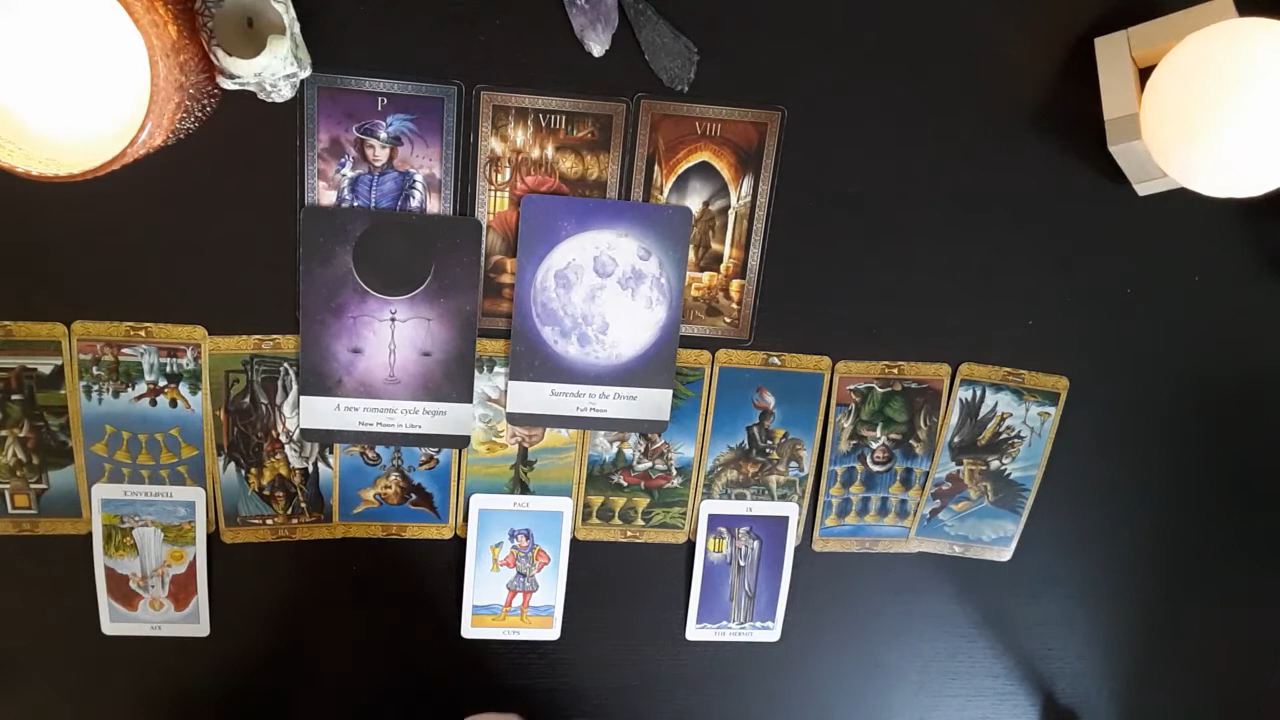 P
VIII
VIII
A new romantic cycle begins
New Moon in Libra
Surrender to the Divine
Full Moon
VII
TEMPERANCE
XIV
PAGE
CUPS
IX
THE HERMIT